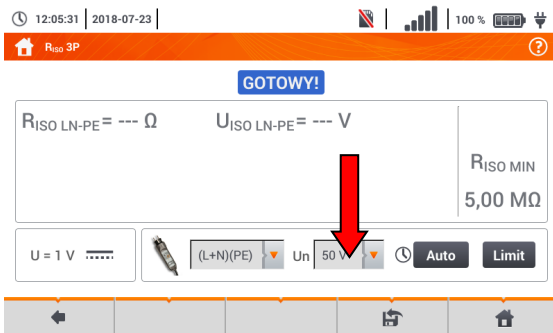 12:05:31 2018-07-23 100 %
RISO 3P ?
GOTOWY!
RISO LN-PE= --- Ω UISO LN-PE= --- V
RISO MIN
5,00 MΩ
U = 1 V (L+N)(PE) Un 50 V Auto Limit